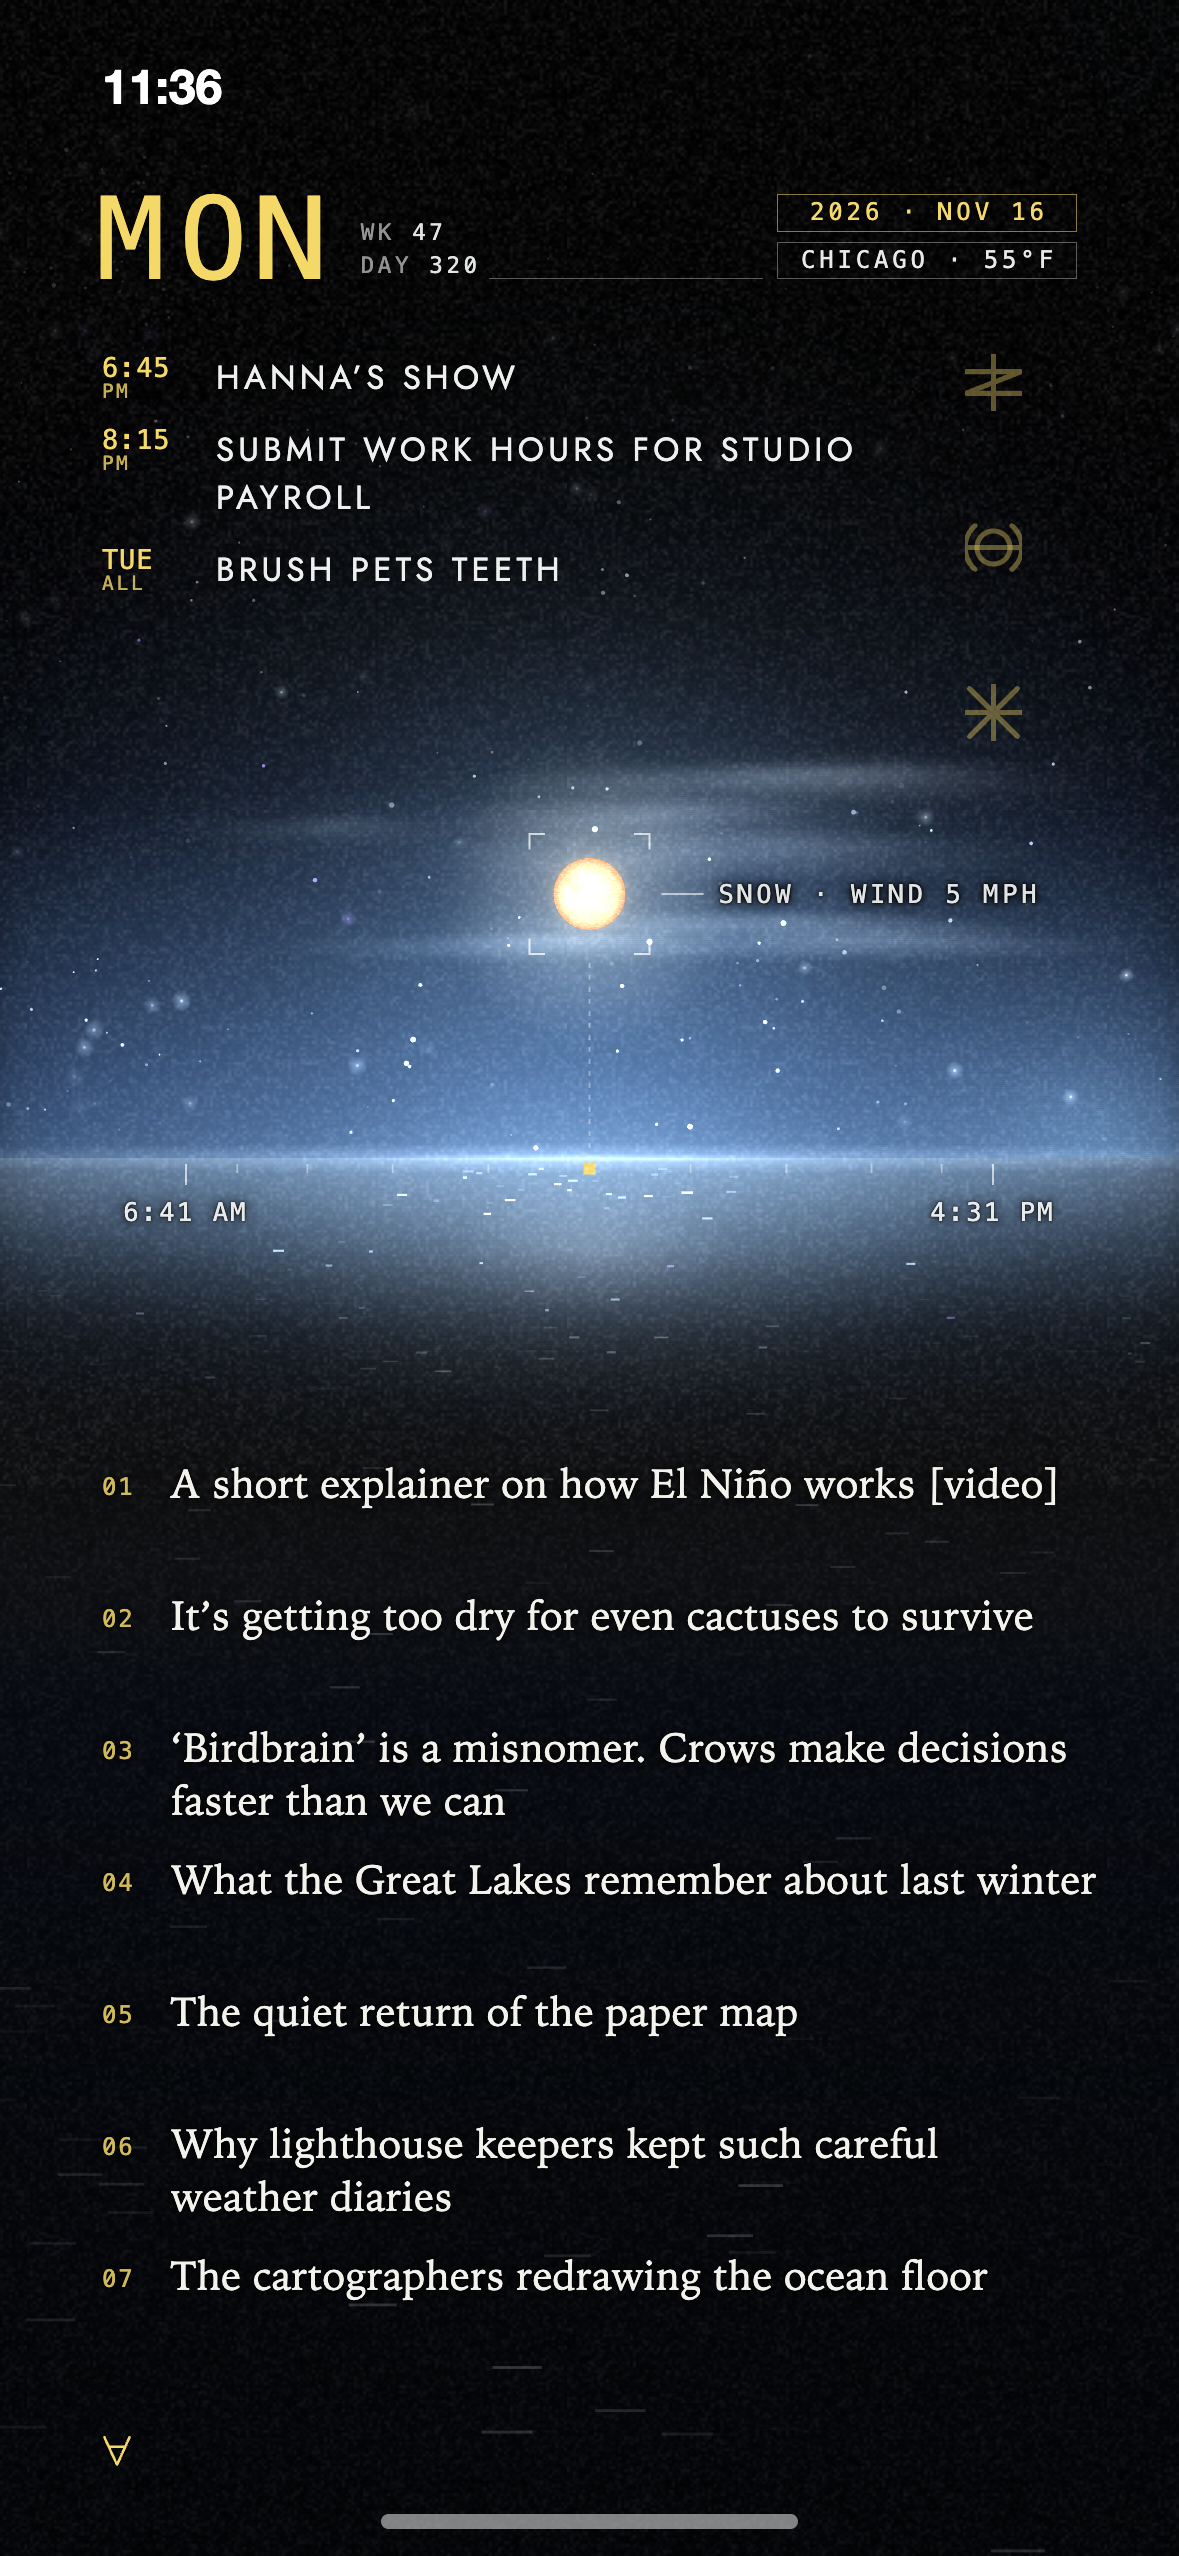 11:36
MON
WK 47
DAY 320
2026 · NOV 16
CHICAGO · 55°F
6:45 PM
HANNA’S SHOW
8:15 PM
SUBMIT WORK HOURS FOR STUDIO
PAYROLL
TUE ALL
BRUSH PETS TEETH
SNOW · WIND 5 MPH
6:41 AM
4:31 PM
01 A short explainer on how El Niño works [video]
02 It’s getting too dry for even cactuses to survive
03 ‘Birdbrain’ is a misnomer. Crows make decisions
faster than we can
04 What the Great Lakes remember about last winter
05 The quiet return of the paper map
06 Why lighthouse keepers kept such careful
weather diaries
07 The cartographers redrawing the ocean floor